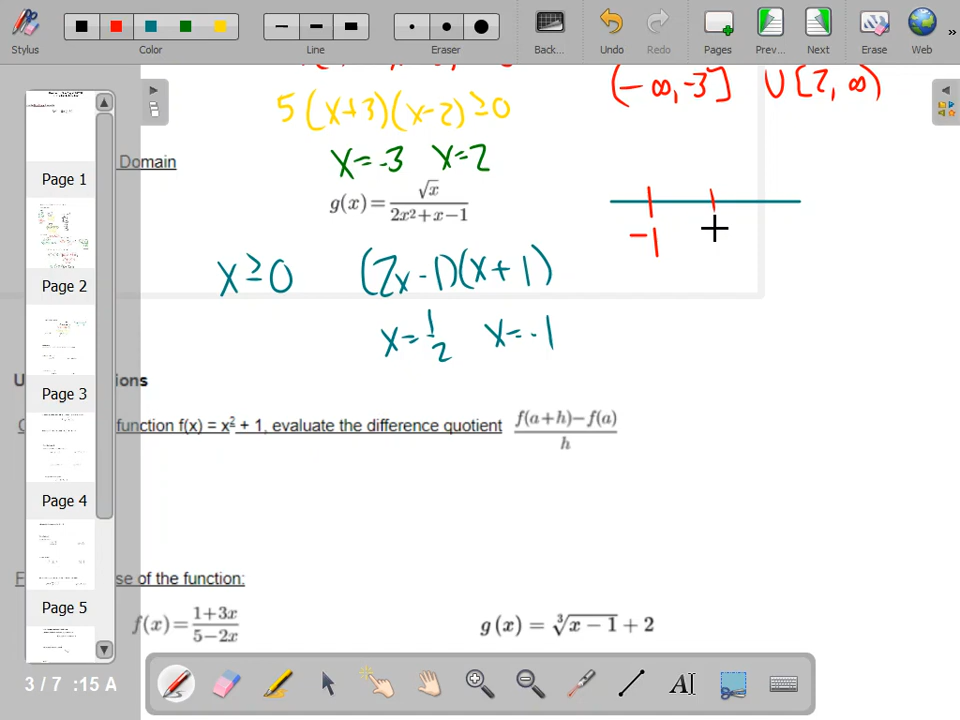 Stylus Color Line Eraser Back... Undo Redo Pages Prev... Next Erase Web »
(-∞, -3] ∪ [2, ∞)
5(x+3)(x-2) ≥ 0
Domain
x=-3 x=2
g(x) = √x / (2x² + x − 1)
-1
x ≥ 0 (2x-1)(x+1)
x = 1/2 x = -1
function f(x) = x² + 1, evaluate the difference quotient (f(a+h)−f(a)) / h
se of the function:
f(x) = (1+3x) / (5−2x) g(x) = ∛(x − 1) + 2
Page 1
Page 2
Page 3
Page 4
Page 5
3 / 7 :15 A